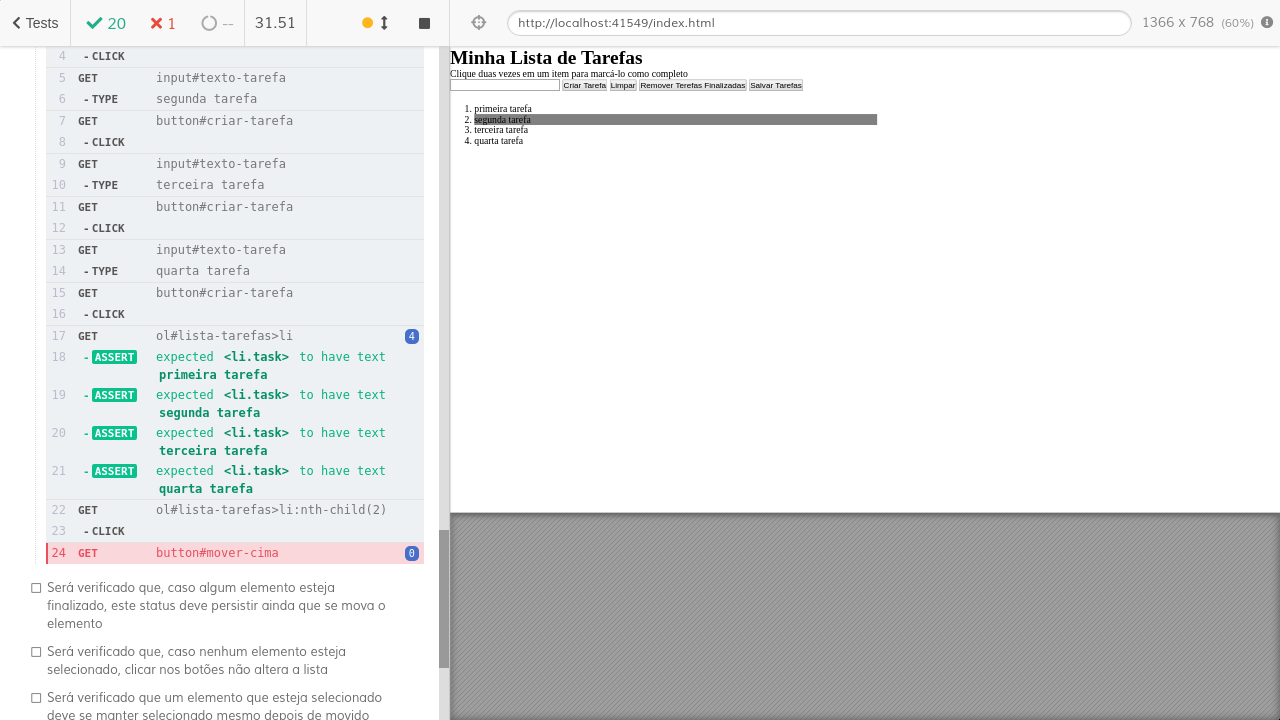 Tests
20
1
--
31.51
http://localhost:41549/index.html
1366 x 768 (60%)
4 - CLICK
5 GET input#texto-tarefa
6 - TYPE segunda tarefa
7 GET button#criar-tarefa
8 - CLICK
9 GET input#texto-tarefa
10 - TYPE terceira tarefa
11 GET button#criar-tarefa
12 - CLICK
13 GET input#texto-tarefa
14 - TYPE quarta tarefa
15 GET button#criar-tarefa
16 - CLICK
17 GET ol#lista-tarefas>li 4
18 - ASSERT expected <li.task> to have text
primeira tarefa
19 - ASSERT expected <li.task> to have text
segunda tarefa
20 - ASSERT expected <li.task> to have text
terceira tarefa
21 - ASSERT expected <li.task> to have text
quarta tarefa
22 GET ol#lista-tarefas>li:nth-child(2)
23 - CLICK
24 GET button#mover-cima 0
Será verificado que, caso algum elemento esteja
finalizado, este status deve persistir ainda que se mova o
elemento
Será verificado que, caso nenhum elemento esteja
selecionado, clicar nos botões não altera a lista
Será verificado que um elemento que esteja selecionado
deve se manter selecionado mesmo depois de movido
Minha Lista de Tarefas
Clique duas vezes em um item para marcá-lo como completo
Criar Tarefa Limpar Remover Terefas Finalizadas Salvar Tarefas
1. primeira tarefa
2. segunda tarefa
3. terceira tarefa
4. quarta tarefa